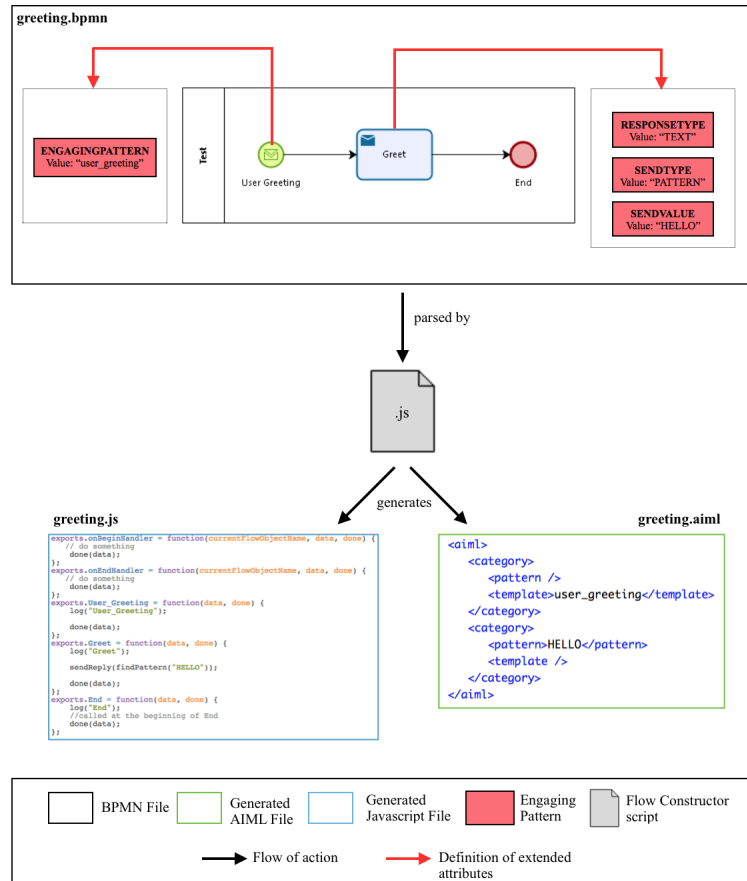 greeting.bpmn
ENGAGINGPATTERN
Value: “user_greeting”
Test
User Greeting
Greet
End
RESPONSETYPE
Value: “TEXT”
SENDTYPE
Value: “PATTERN”
SENDVALUE
Value: “HELLO”
parsed by
.js
generates
greeting.js
exports.onBeginHandler = function(currentFlowObjectName, data, done) {
// do something
done(data);
};
exports.onEndHandler = function(currentFlowObjectName, data, done) {
// do something
done(data);
};
exports.User_Greeting = function(data, done) {
log("User_Greeting");
done(data);
};
exports.Greet = function(data, done) {
log("Greet");
sendReply(findPattern("HELLO"));
done(data);
};
exports.End = function(data, done) {
log("End");
//called at the beginning of End
done(data);
};
greeting.aiml
<aiml>
<category>
<pattern />
<template>user_greeting</template>
</category>
<category>
<pattern>HELLO</pattern>
<template />
</category>
</aiml>
BPMN File
Generated
AIML File
Generated
Javascript File
Engaging
Pattern
Flow Constructor
script
Flow of action
Definition of extended
attributes